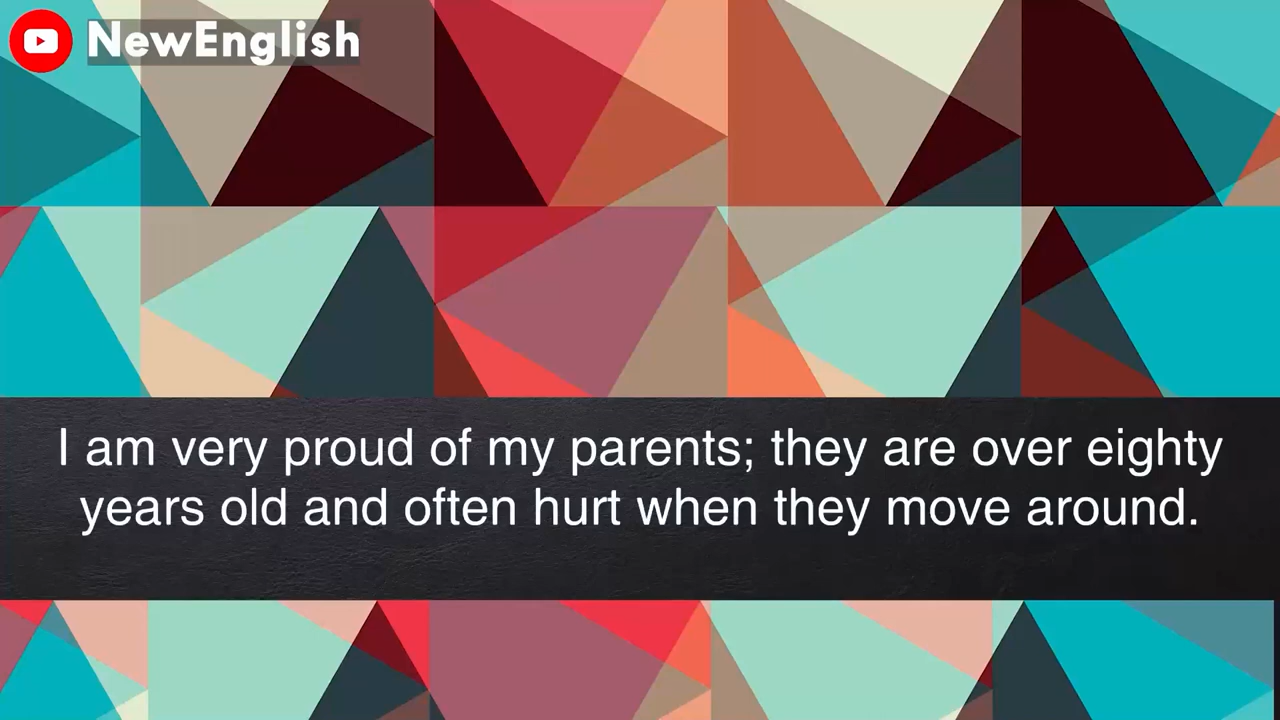 NewEnglish
I am very proud of my parents; they are over eighty
years old and often hurt when they move around.